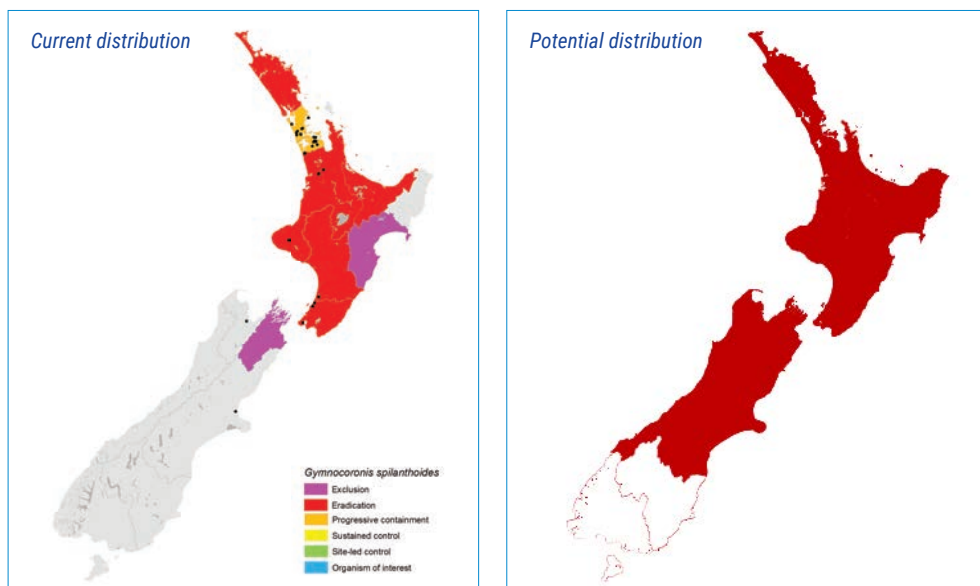 Current distribution
Gymnocoronis spilanthoides
Exclusion
Eradication
Progressive containment
Sustained control
Site-led control
Organism of interest
Potential distribution